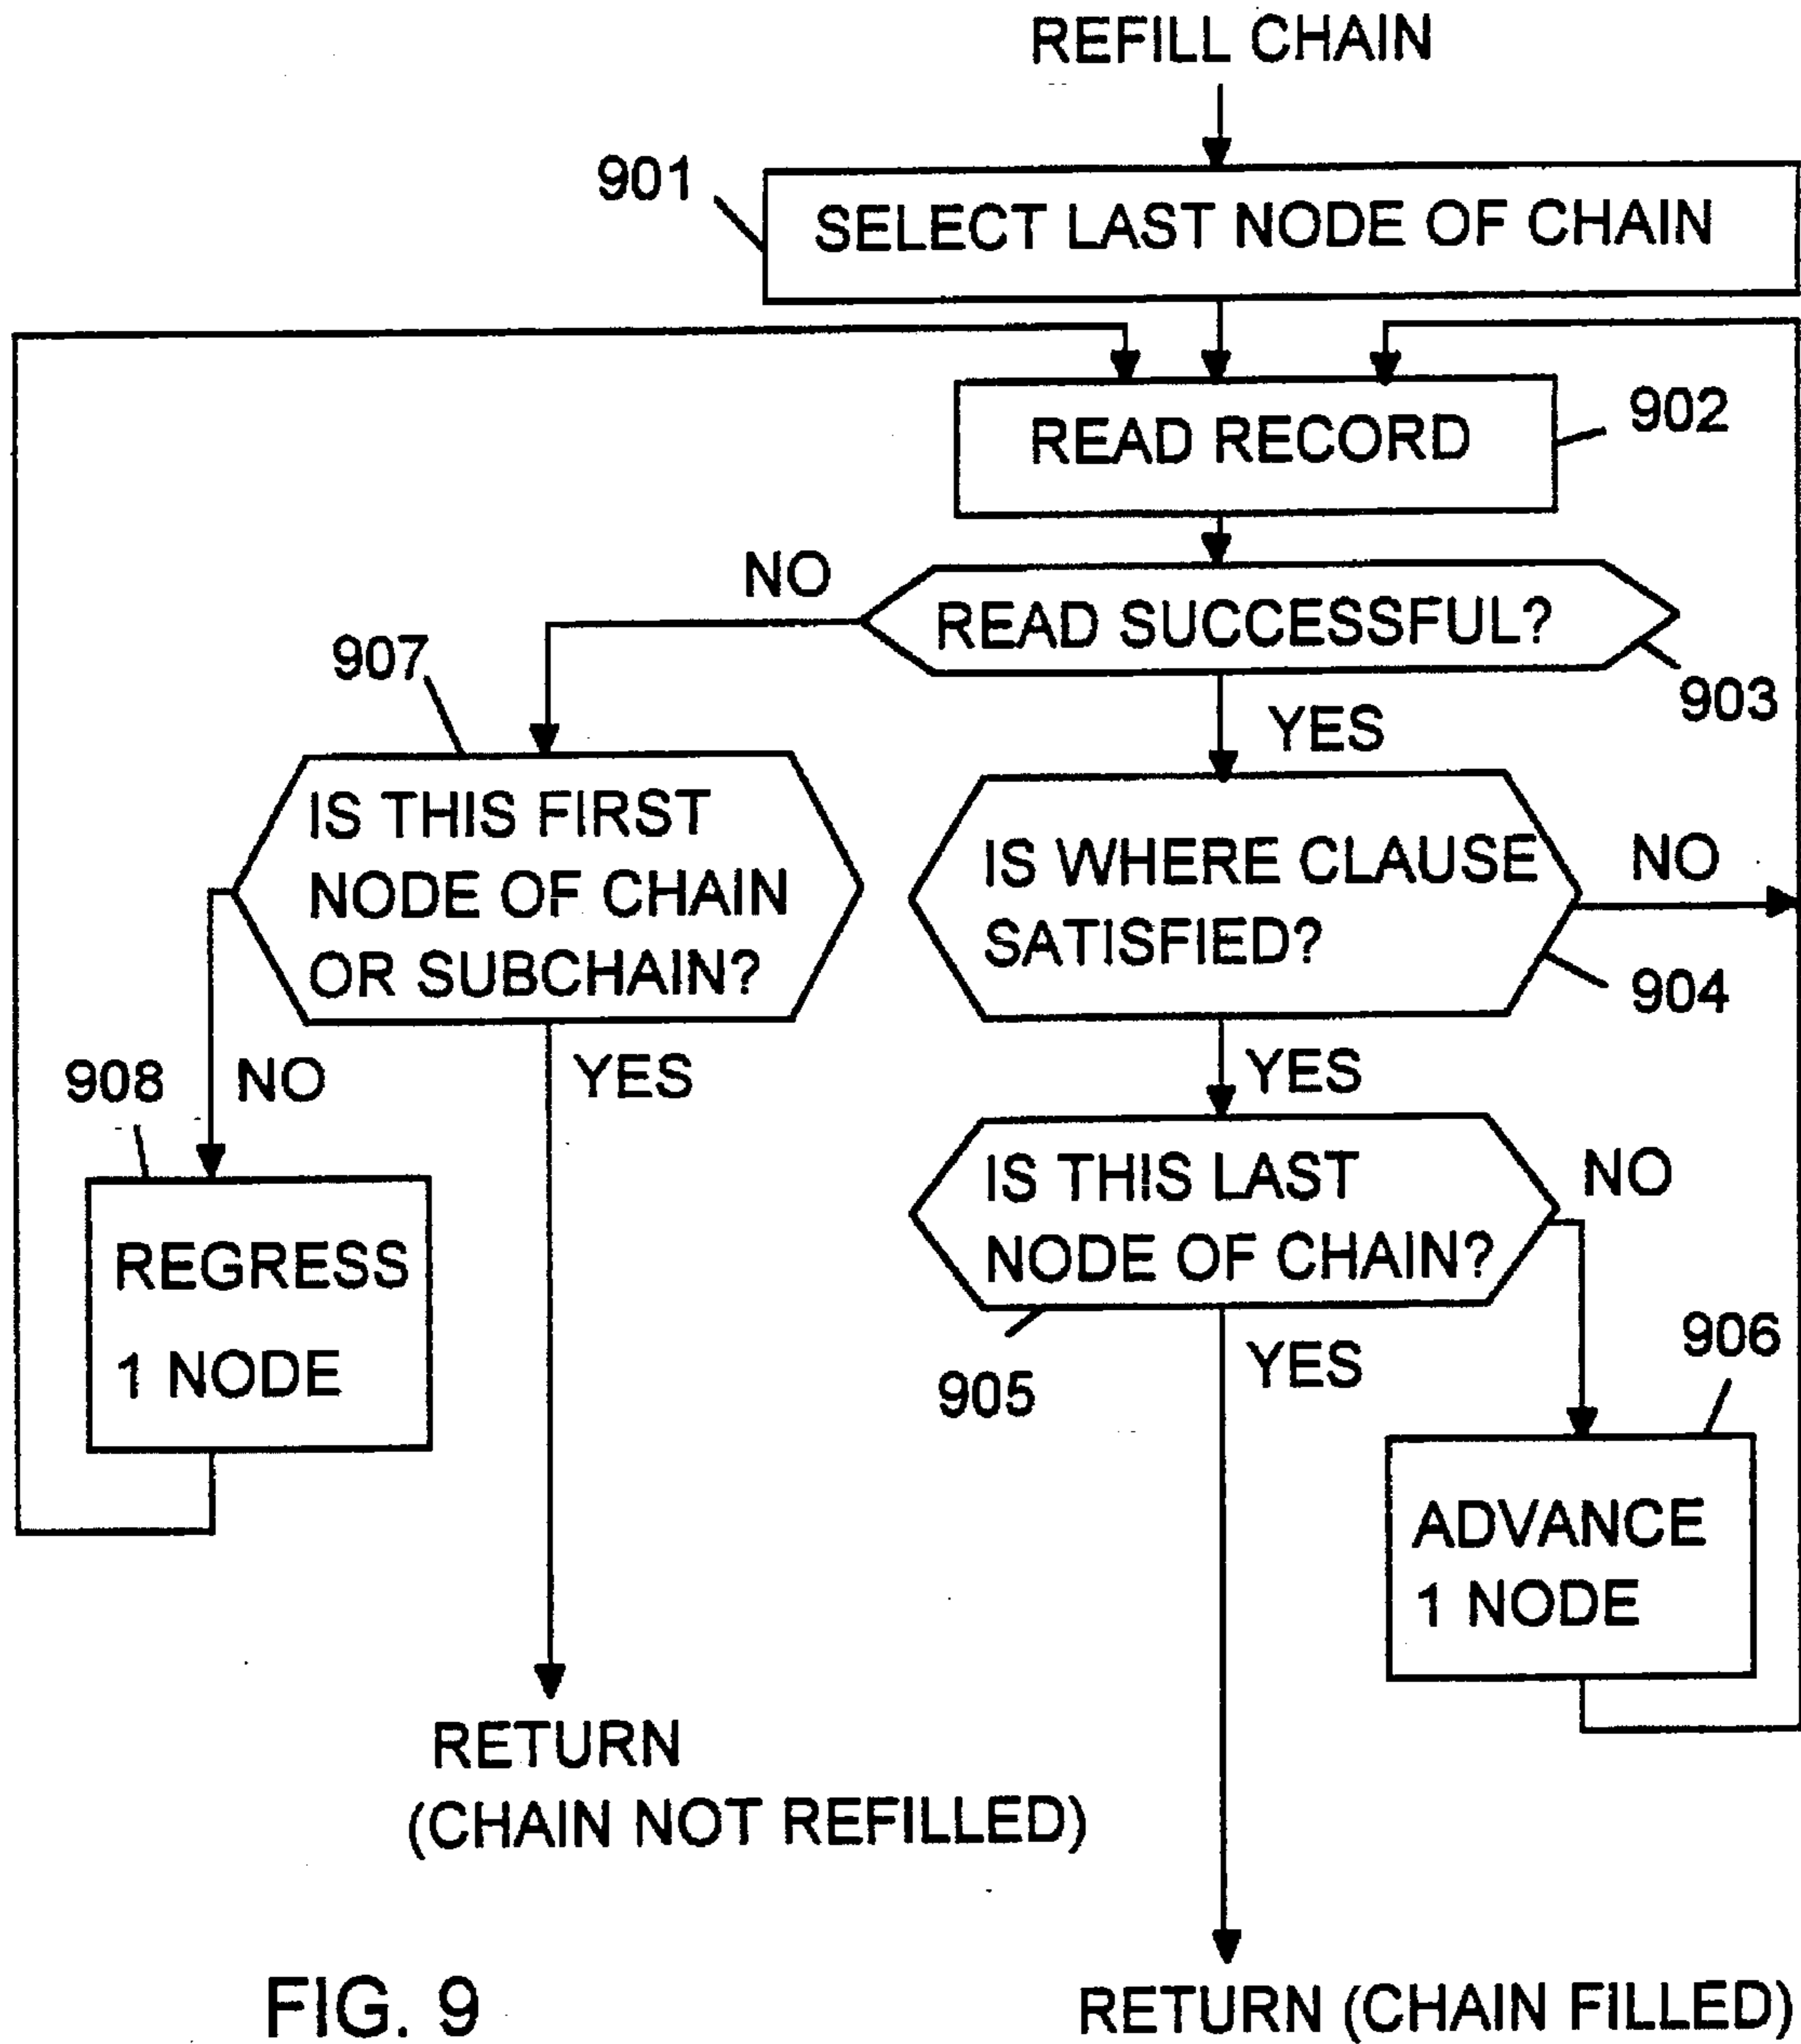 REFILL CHAIN
901
SELECT LAST NODE OF CHAIN
READ RECORD
902
NO
READ SUCCESSFUL?
903
907
YES
IS THIS FIRST
NODE OF CHAIN
OR SUBCHAIN?
IS WHERE CLAUSE
SATISFIED?
NO
904
908
NO
YES
YES
IS THIS LAST
NODE OF CHAIN?
NO
REGRESS
1 NODE
905
YES
906
ADVANCE
1 NODE
RETURN
(CHAIN NOT REFILLED)
FIG. 9
RETURN (CHAIN FILLED)